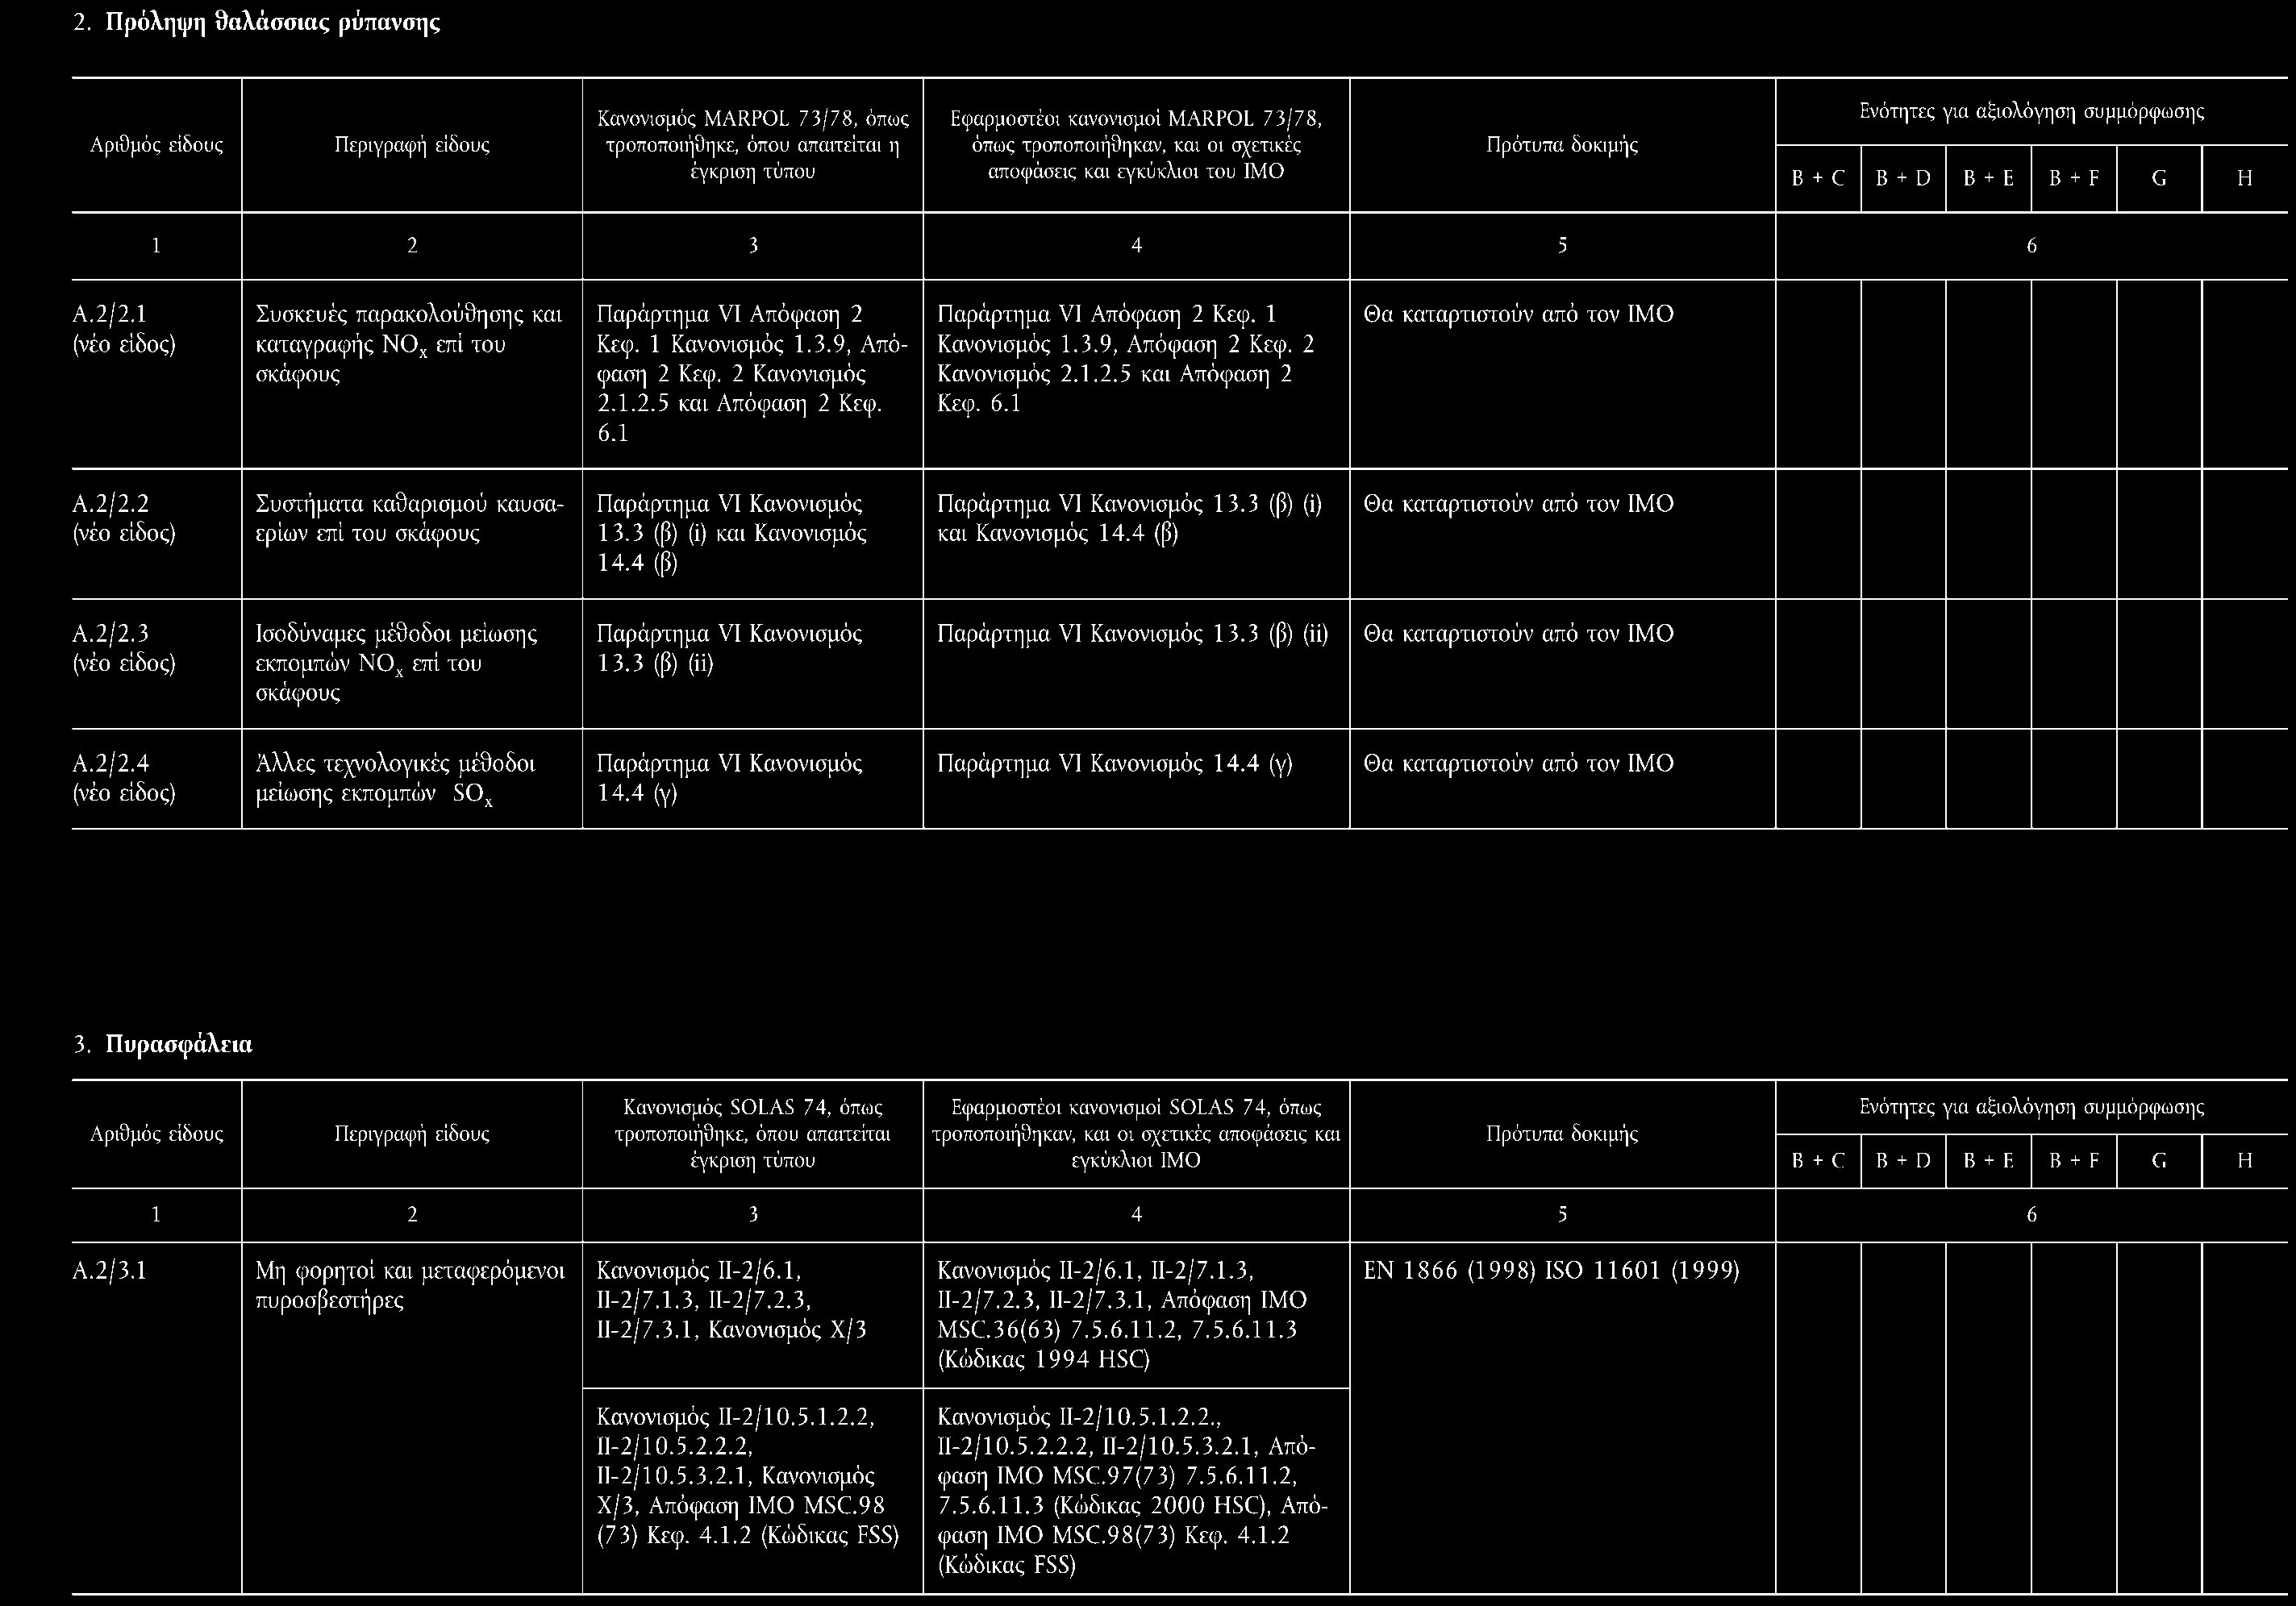 2. Πρόληψη θαλάσσιας ρύπανσης
Αριθμός είδους
Περιγραφή είδους
Κανονισμός MARPOL 73/78, όπως
τροποποιήθηκε, όπου απαιτείται η
έγκριση τύπου
Εφαρμοστέοι κανονισμοί MARPOL 73/78,
όπως τροποποιήθηκαν, και οι σχετικές
αποφάσεις και εγκύκλιοι του IMO
Πρότυπα δοκιμής
Ενότητες για αξιολόγηση συμμόρφωσης
B + C B + D B + E B + F G H
1 2 3 4 5 6
A.2/2.1
(νέο είδος)
Συσκευές παρακολούθησης και
καταγραφής NOx επί του
σκάφους
Παράρτημα VI Απόφαση 2
Κεφ. 1 Κανονισμός 1.3.9, Από-
φαση 2 Κεφ. 2 Κανονισμός
2.1.2.5 και Απόφαση 2 Κεφ.
6.1
Παράρτημα VI Απόφαση 2 Κεφ. 1
Κανονισμός 1.3.9, Απόφαση 2 Κεφ. 2
Κανονισμός 2.1.2.5 και Απόφαση 2
Κεφ. 6.1
Θα καταρτιστούν από τον IMO
A.2/2.2
(νέο είδος)
Συστήματα καθαρισμού καυσα-
ερίων επί του σκάφους
Παράρτημα VI Κανονισμός
13.3 (β) (i) και Κανονισμός
14.4 (β)
Παράρτημα VI Κανονισμός 13.3 (β) (i)
και Κανονισμός 14.4 (β)
Θα καταρτιστούν από τον IMO
A.2/2.3
(νέο είδος)
Ισοδύναμες μέθοδοι μείωσης
εκπομπών NOx επί του
σκάφους
Παράρτημα VI Κανονισμός
13.3 (β) (ii)
Παράρτημα VI Κανονισμός 13.3 (β) (ii)
Θα καταρτιστούν από τον IMO
A.2/2.4
(νέο είδος)
Άλλες τεχνολογικές μέθοδοι
μείωσης εκπομπών SOx
Παράρτημα VI Κανονισμός
14.4 (γ)
Παράρτημα VI Κανονισμός 14.4 (γ)
Θα καταρτιστούν από τον IMO
3. Πυρασφάλεια
Αριθμός είδους
Περιγραφή είδους
Κανονισμός SOLAS 74, όπως
τροποποιήθηκε, όπου απαιτείται
έγκριση τύπου
Εφαρμοστέοι κανονισμοί SOLAS 74, όπως
τροποποιήθηκαν, και οι σχετικές αποφάσεις και
εγκύκλιοι IMO
Πρότυπα δοκιμής
Ενότητες για αξιολόγηση συμμόρφωσης
B + C B + D B + E B + F G H
1 2 3 4 5 6
A.2/3.1
Μη φορητοί και μεταφερόμενοι
πυροσβεστήρες
Κανονισμός II-2/6.1,
II-2/7.1.3, II-2/7.2.3,
II-2/7.3.1, Κανονισμός X/3
Κανονισμός II-2/6.1, II-2/7.1.3,
II-2/7.2.3, II-2/7.3.1, Απόφαση IMO
MSC.36(63) 7.5.6.11.2, 7.5.6.11.3
(Κώδικας 1994 HSC)
EN 1866 (1998) ISO 11601 (1999)
Κανονισμός II-2/10.5.1.2.2,
II-2/10.5.2.2.2,
II-2/10.5.3.2.1, Κανονισμός
X/3, Απόφαση IMO MSC.98
(73) Κεφ. 4.1.2 (Κώδικας FSS)
Κανονισμός II-2/10.5.1.2.2.,
II-2/10.5.2.2.2, II-2/10.5.3.2.1, Από-
φαση IMO MSC.97(73) 7.5.6.11.2,
7.5.6.11.3 (Κώδικας 2000 HSC), Από-
φαση IMO MSC.98(73) Κεφ. 4.1.2
(Κώδικας FSS)